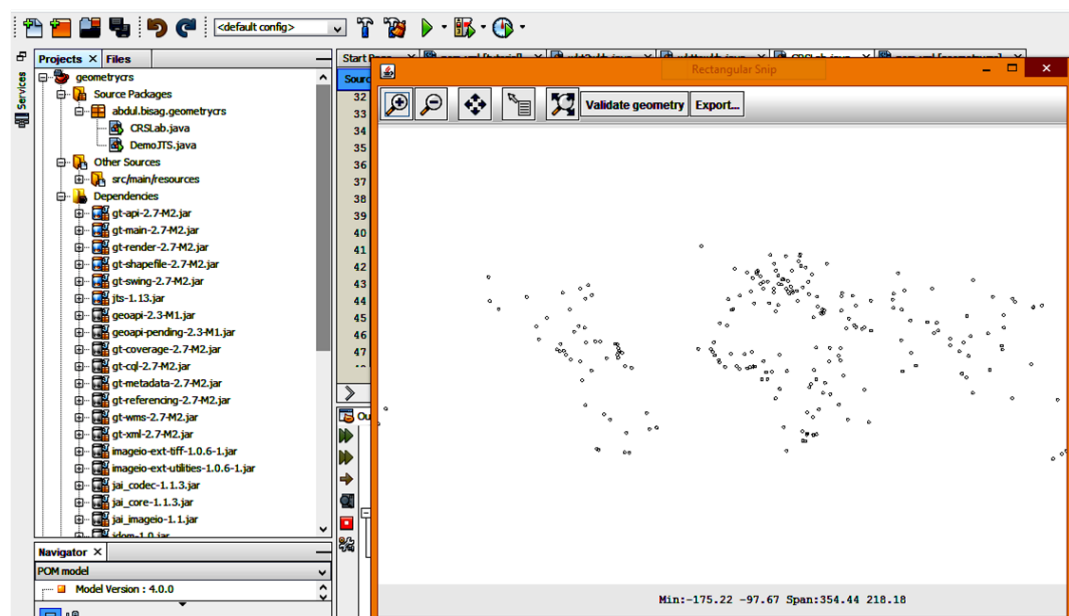 <default config>
Projects
Files
Services
geometrycrs
Source Packages
abdul.bisag.geometrycrs
CRSLab.java
DemoJTS.java
Other Sources
src/main/resources
Dependencies
gt-api-2.7-M2.jar
gt-main-2.7-M2.jar
gt-render-2.7-M2.jar
gt-shapefile-2.7-M2.jar
gt-swing-2.7-M2.jar
jts-1.13.jar
geoapi-2.3-M1.jar
geoapi-pending-2.3-M1.jar
gt-coverage-2.7-M2.jar
gt-cql-2.7-M2.jar
gt-metadata-2.7-M2.jar
gt-referencing-2.7-M2.jar
gt-wms-2.7-M2.jar
gt-xml-2.7-M2.jar
imageio-ext-tiff-1.0.6-1.jar
imageio-ext-utilities-1.0.6-1.jar
jai_codec-1.1.3.jar
jai_core-1.1.3.jar
jai_imageio-1.1.jar
jdom-1.0.jar
Navigator
POM model
Model Version : 4.0.0
Start
Sourc
32
33
34
35
36
37
38
39
40
41
42
43
44
45
46
47
Ou
Rectangular Snip
Validate geometry Export...
Min:-175.22 -97.67 Span:354.44 218.18